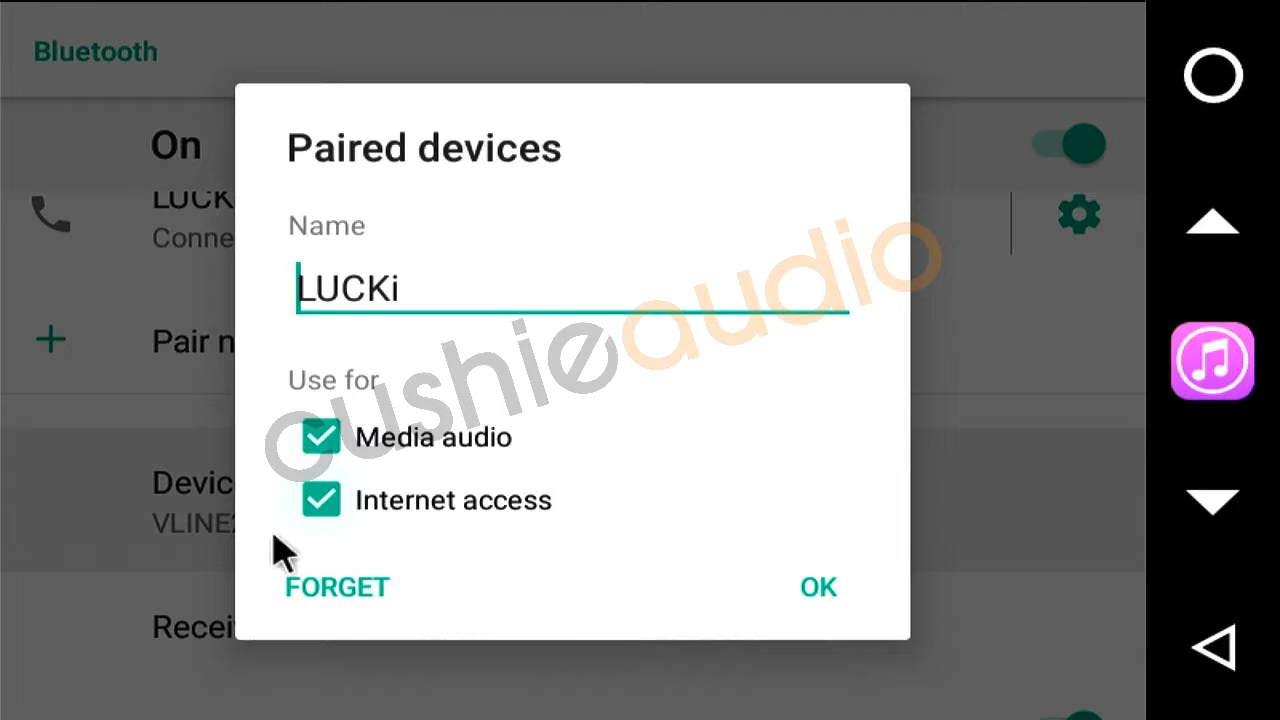 Bluetooth
On
LUCK
Conne
Pair n
Devic
VLINE
Recei
Paired devices
Name
LUCKi
Use for
Media audio
Internet access
FORGET
OK
cushieaudio